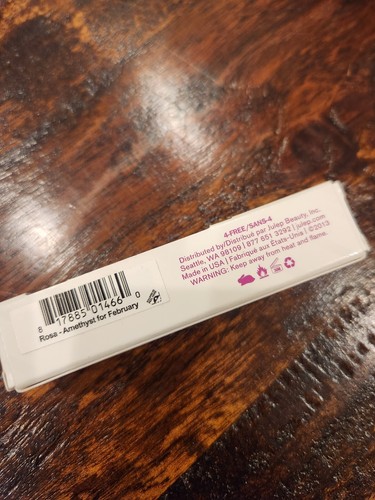 4-FREE/SANS-4
Distributed by/Distribué par Julep Beauty, Inc.
Seattle, WA 98109 | 877 651 3292 | julep.com
Made in USA | Fabriqué aux États-Unis | ©2013
WARNING: Keep away from heat and flame.
8 17885 01466 0
Rosa - Amethyst for February